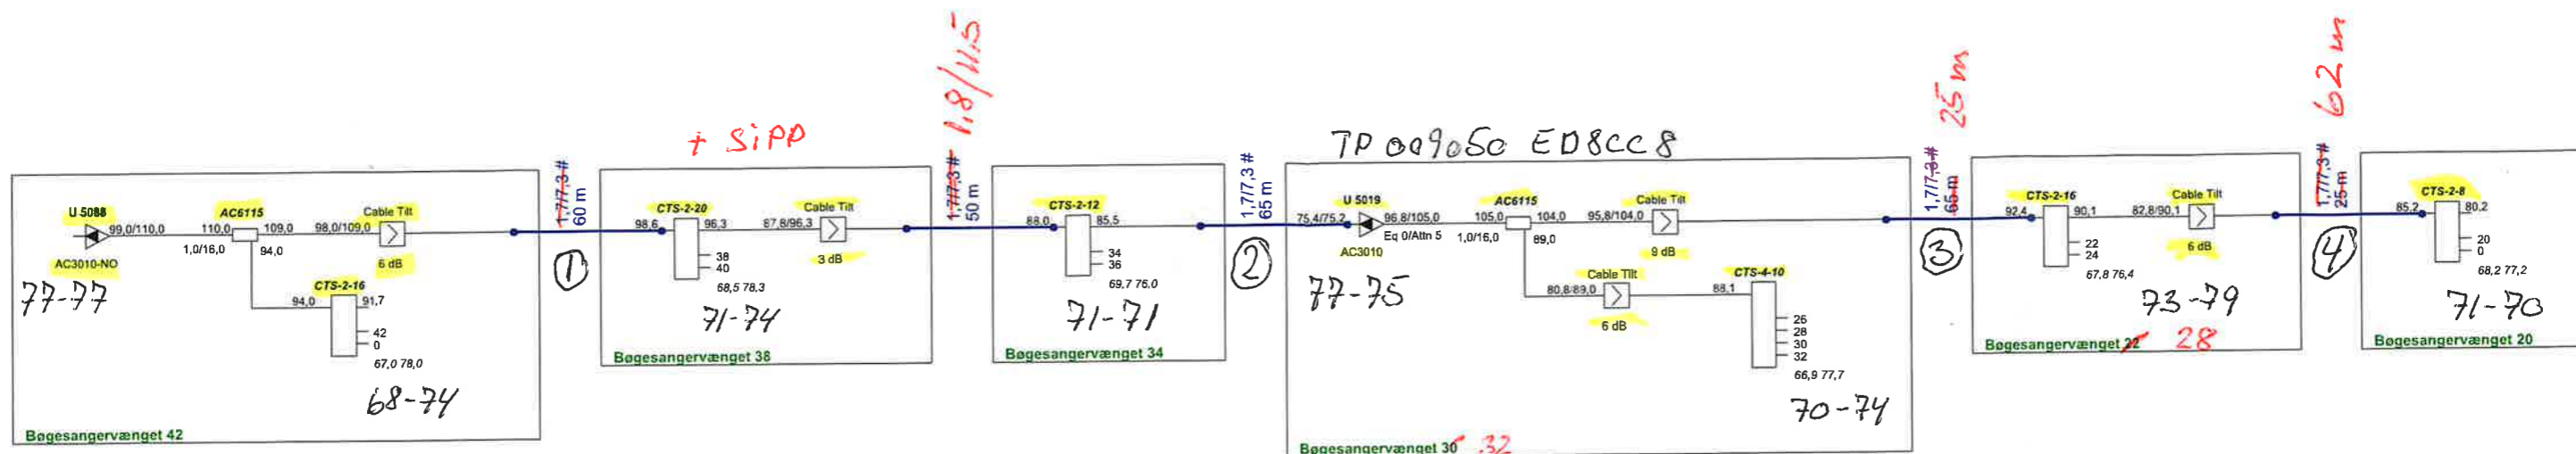 U 5088
99,0/110,0
AC3010-NO
77-77
AC6115
110,0
109,0
1,0/16,0
94,0
98,0/109,0
Cable Tilt
6 dB
CTS-2-16
94,0
91,7
42
0
67,0 78,0
68-74
Bøgesangervænget 42
1,7/7,3 #
60 m
1
+ SiPP
CTS-2-20
98,6
96,3
38
40
68,5 78,3
71-74
87,8/96,3
Cable Tilt
3 dB
Bøgesangervænget 38
1,8/11,5
1,7/7,3 #
50 m
CTS-2-12
88,0
85,5
34
36
69,7 76,0
71-71
Bøgesangervænget 34
1,7/7,3 #
65 m
2
TP 009050 ED8CC8
75,4/75,2
U 5019
96,8/105,0
Eq 0/Attn 5
AC3010
77-75
AC6115
105,0
104,0
1,0/16,0
89,0
95,8/104,0
Cable Tilt
9 dB
80,8/89,0
Cable Tilt
6 dB
CTS-4-10
88,1
26
28
30
32
66,9 77,7
70-74
Bøgesangervænget 30
32
25 m
1,7/7,3 #
65 m
3
CTS-2-16
92,4
90,1
22
24
67,8 76,4
73-79
82,8/90,1
Cable Tilt
6 dB
Bøgesangervænget 22
28
62 m
1,7/7,3 #
25 m
4
CTS-2-8
85,2
80,2
20
0
68,2 77,2
71-70
Bøgesangervænget 20